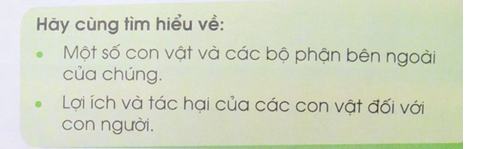 Hãy cùng tìm hiểu về:
• Một số con vật và các bộ phận bên ngoài
của chúng.
• Lợi ích và tác hại của các con vật đối với
con người.